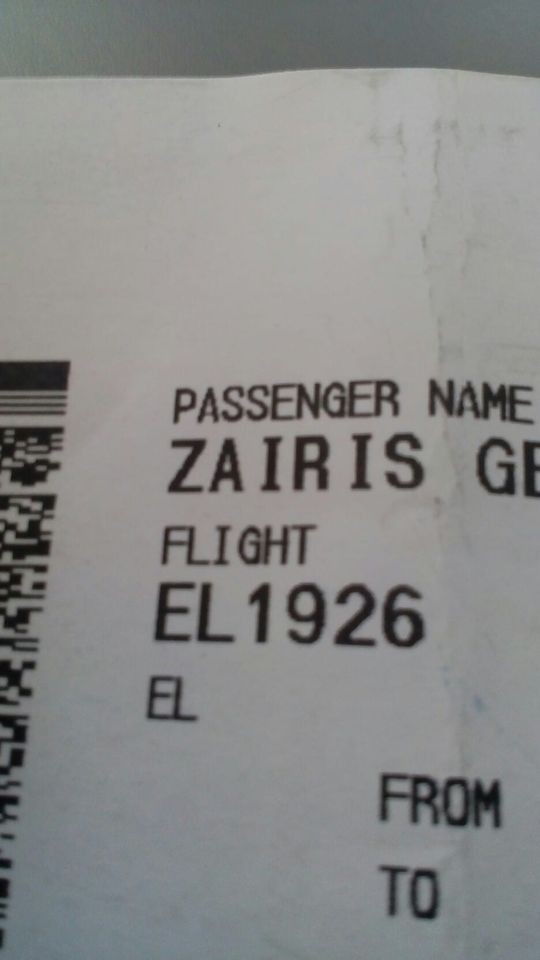 PASSENGER NAME
ZAIRIS GE
FLIGHT
EL1926
EL
FROM
TO